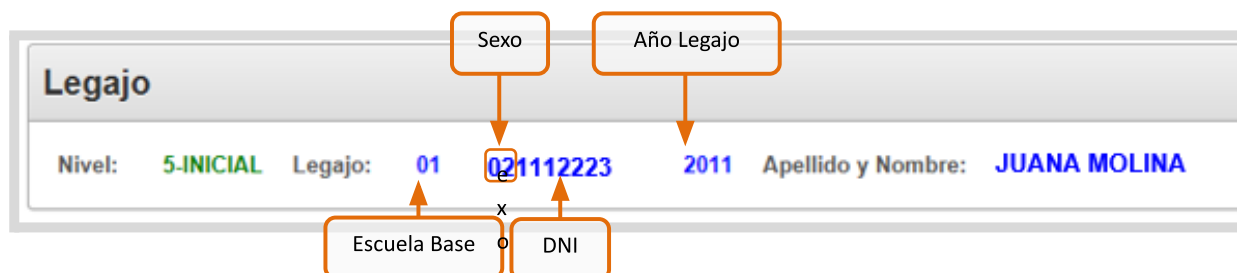 Sexo
Año Legajo
Legajo
Nivel: 5-INICIAL Legajo: 01 021112223 2011 Apellido y Nombre: JUANA MOLINA
e
x
o
Escuela Base
DNI